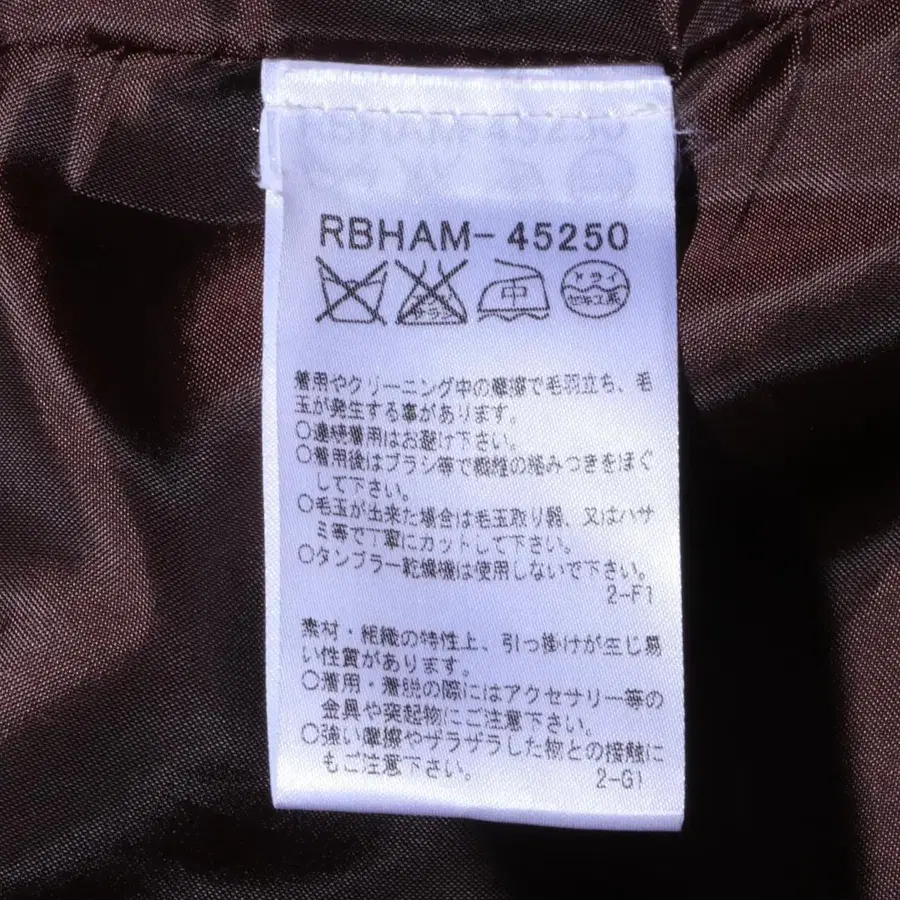 RBHAM-45250
エンソサラシ
中
ドライ
セキユ系
着用やクリーニング中の摩擦で毛羽立ち、毛
玉が発生する事があります。
○連続着用はお避け下さい。
○着用後はブラシ等で繊維の絡みつきをほぐ
して下さい。
○毛玉が出来た場合は毛玉取り器、又はハサ
ミ等で丁寧にカットして下さい。
○タンブラー乾燥機は使用しないで下さい。
2-F1
素材・組織の特性上、引っ掛けが生じ易
い性質があります。
○着用・着脱の際にはアクセサリー等の
金具や突起物にご注意下さい。
○強い摩擦やザラザラした物との接触に
もご注意下さい。
2-G1